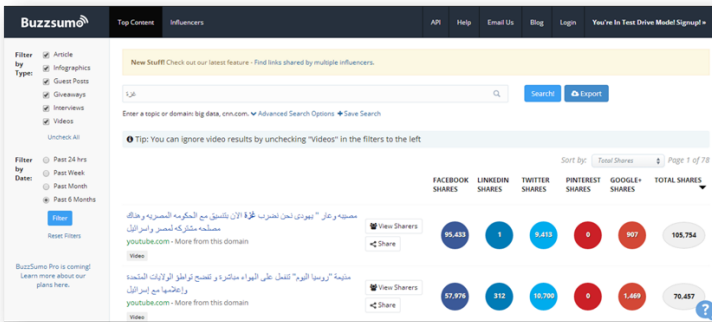 Buzzsumo
Top Content
Influencers
API
Help
Email Us
Blog
Login
You're In Test Drive Mode! Signup! »
Filter by Type:
Article
Infographics
Guest Posts
Giveaways
Interviews
Videos
Uncheck All
Filter by Date:
Past 24 hrs
Past Week
Past Month
Past 6 Months
Filter
Reset Filters
BuzzSumo Pro is coming!
Learn more about our
plans here.
New Stuff! Check out our latest feature - Find links shared by multiple influencers.
غزة
Search!
Export
Enter a topic or domain: big data, cnn.com. Advanced Search Options Save Search
Tip: You can ignore video results by unchecking "Videos" in the filters to the left
Sort by: Total Shares Page 1 of 78
FACEBOOK SHARES
LINKEDIN SHARES
TWITTER SHARES
PINTEREST SHARES
GOOGLE+ SHARES
TOTAL SHARES
مصيبه وعار " يهودى نحن نضرب غزة الان بتنسيق مع الحكومه المصريه وهناك
مصلحه مشتركه لمصر واسرائيل
youtube.com - More from this domain
Video
View Sharers
Share
95,433
1
9,413
0
907
105,754
مذيعة "روسيا اليوم" تنفعل على الهواء مباشرة و تفضح تواطؤ الولايات المتحدة
وإعلامها مع إسرائيل
youtube.com - More from this domain
Video
View Sharers
Share
57,976
312
10,700
0
1,469
70,457
?